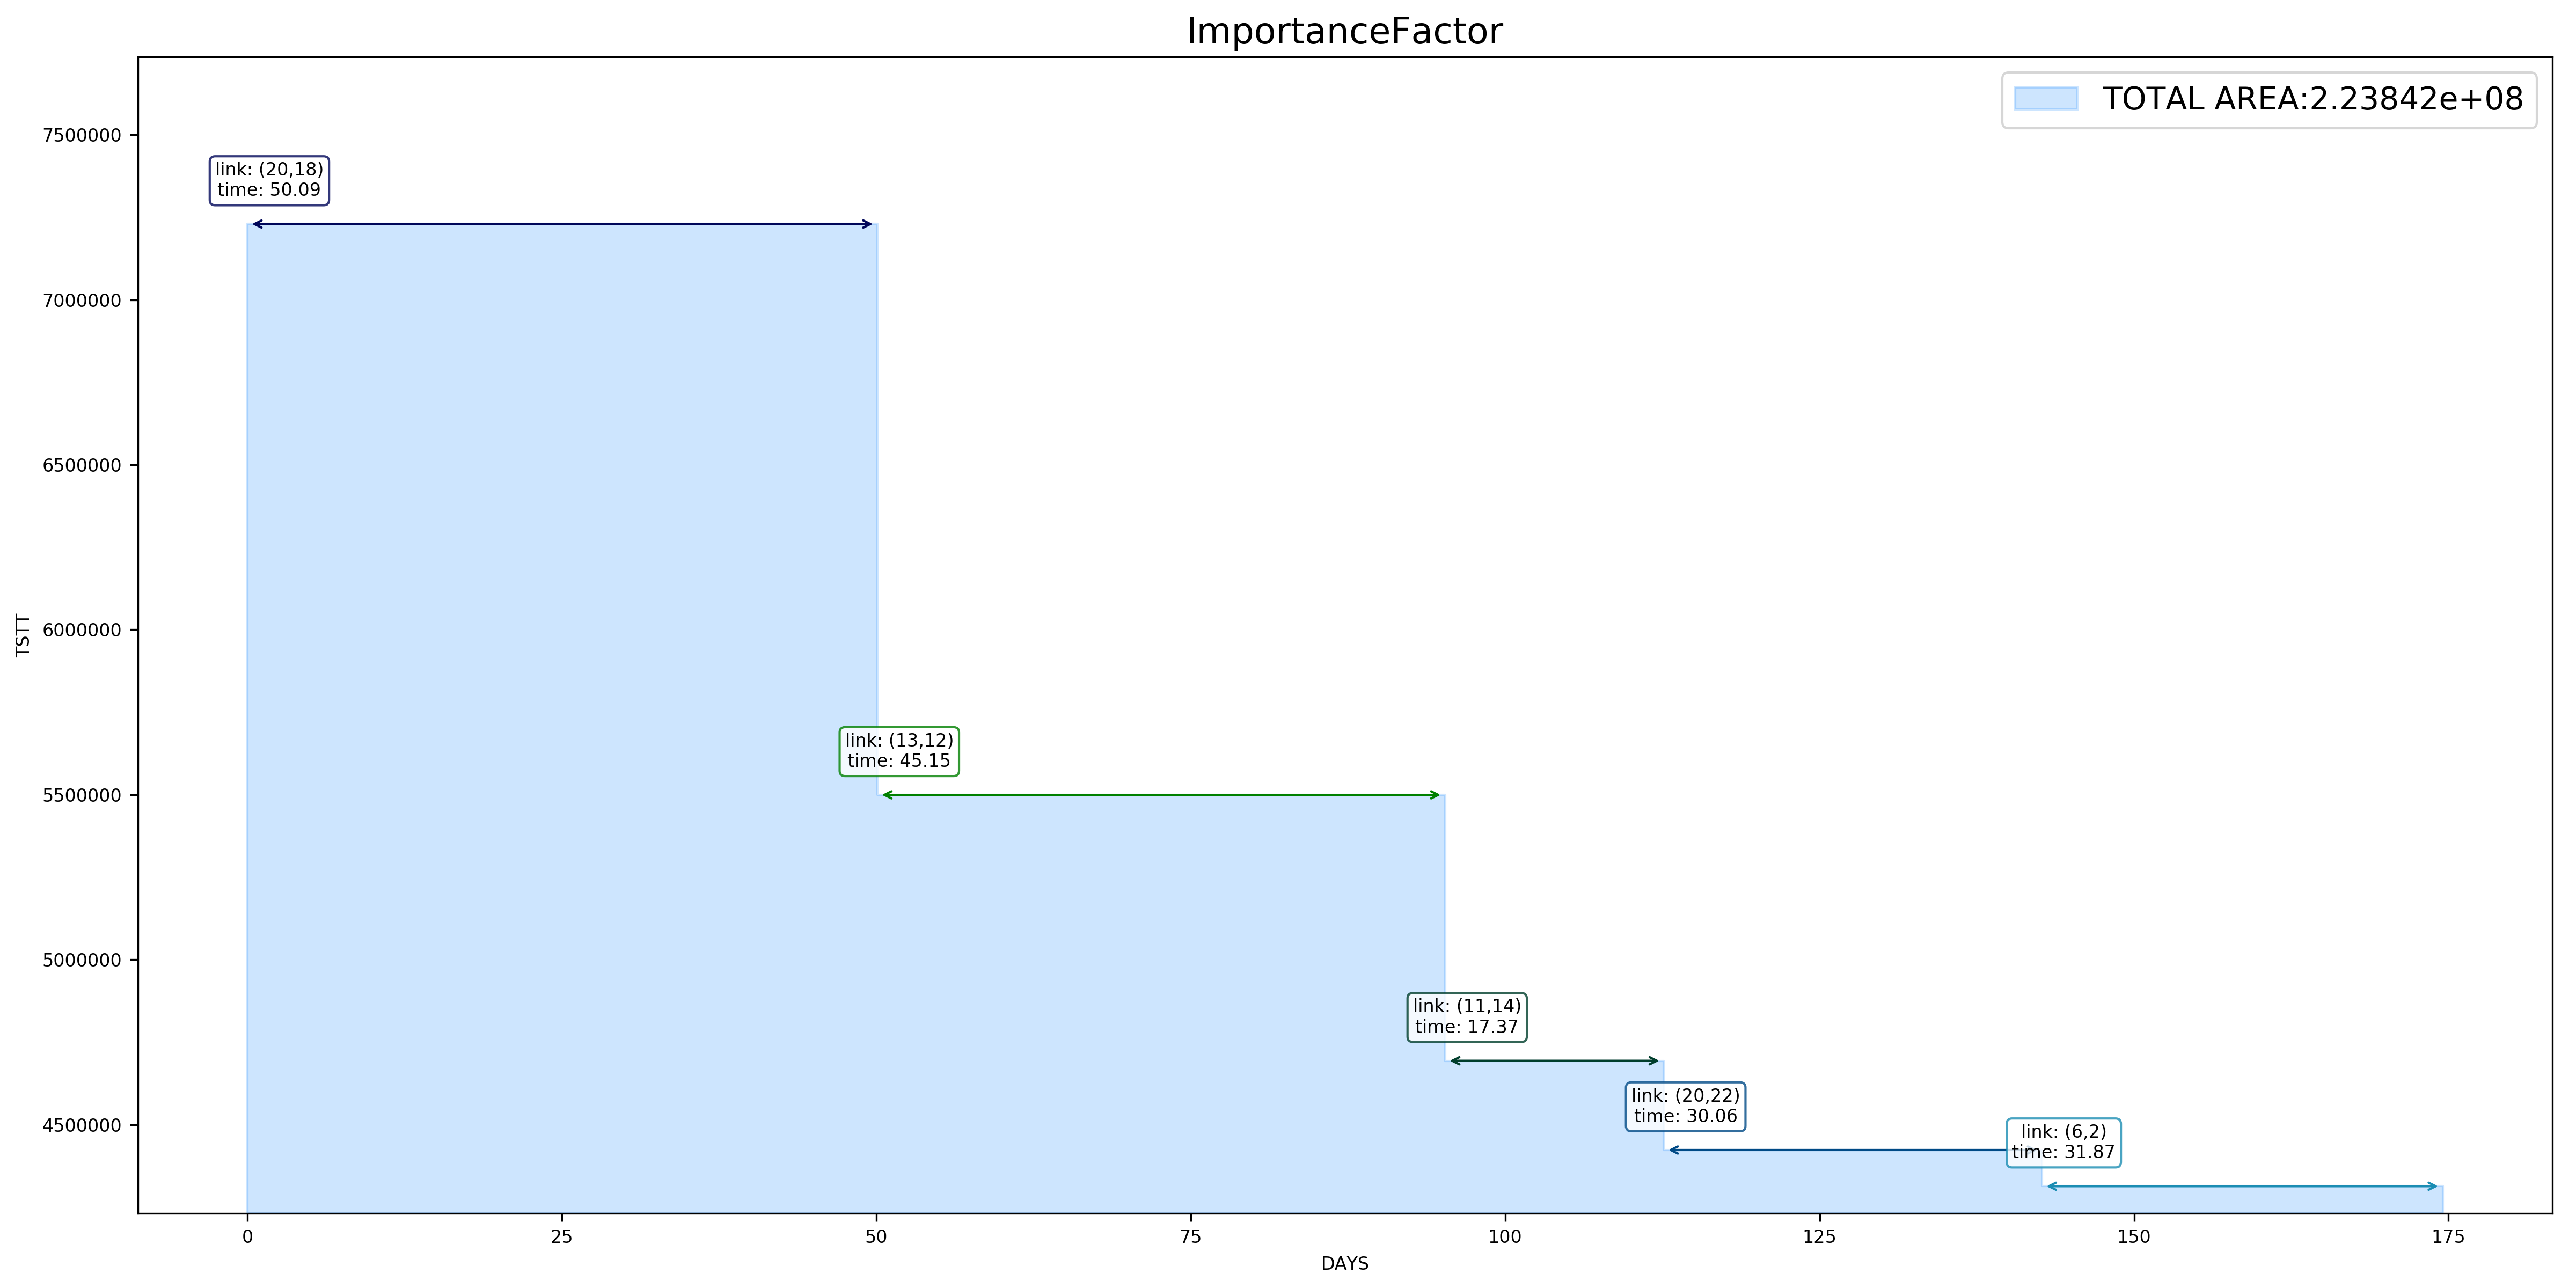 ImportanceFactor
TOTAL AREA:2.23842e+08
TSTT
7500000
7000000
6500000
6000000
5500000
5000000
4500000
link: (20,18)
time: 50.09
link: (13,12)
time: 45.15
link: (11,14)
time: 17.37
link: (20,22)
time: 30.06
link: (6,2)
time: 31.87
0
25
50
75
100
125
150
175
DAYS